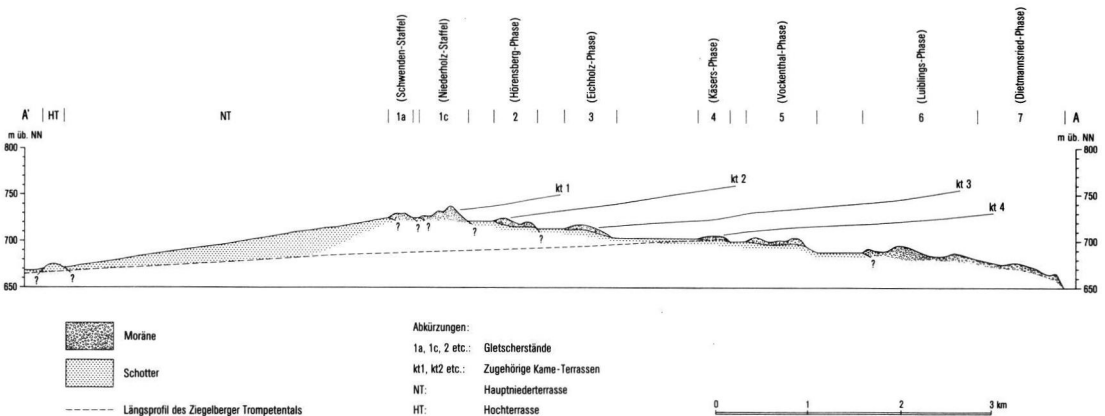 (Schwenden-Staffel)
(Niederholz-Staffel)
(Hörensberg-Phase)
(Eichholz-Phase)
(Käsers-Phase)
(Vockenthal-Phase)
(Luiblings-Phase)
(Dietmannsried-Phase)
A' HT NT 1a 1c 2 3 4 5 6 7 A
m üb. NN m üb. NN
800 800
750 kt 1 kt 2 kt 3 750
kt 4
700 ? ? ? ? ? 700
? ? ?
650 650
Moräne
Schotter
Längsprofil des Ziegelberger Trompetentals
Abkürzungen:
1a, 1c, 2 etc.: Gletscherstände
kt1, kt2 etc.: Zugehörige Kame-Terrassen
NT: Hauptniederterrasse
HT: Hochterrasse
0 1 2 3 km